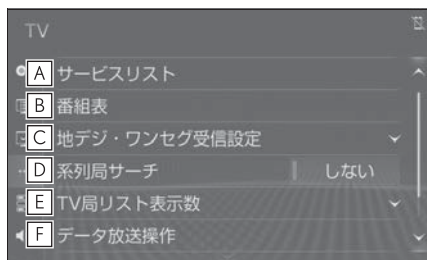 TV
A サービスリスト
B 番組表
C 地デジ・ワンセグ受信設定
D 系列局サーチ しない
E TV局リスト表示数
F データ放送操作